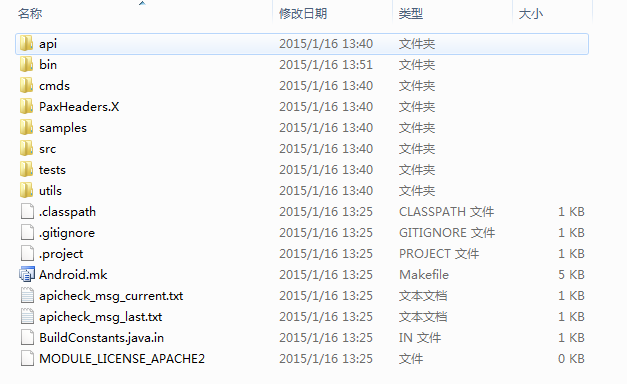 名称 修改日期 类型 大小
api 2015/1/16 13:40 文件夹
bin 2015/1/16 13:51 文件夹
cmds 2015/1/16 13:40 文件夹
PaxHeaders.X 2015/1/16 13:40 文件夹
samples 2015/1/16 13:40 文件夹
src 2015/1/16 13:40 文件夹
tests 2015/1/16 13:40 文件夹
utils 2015/1/16 13:40 文件夹
.classpath 2015/1/16 13:25 CLASSPATH 文件 1 KB
.gitignore 2015/1/16 13:25 GITIGNORE 文件 1 KB
.project 2015/1/16 13:25 PROJECT 文件 1 KB
Android.mk 2015/1/16 13:25 Makefile 5 KB
apicheck_msg_current.txt 2015/1/16 13:25 文本文档 1 KB
apicheck_msg_last.txt 2015/1/16 13:25 文本文档 1 KB
BuildConstants.java.in 2015/1/16 13:25 IN 文件 1 KB
MODULE_LICENSE_APACHE2 2015/1/16 13:25 文件 0 KB